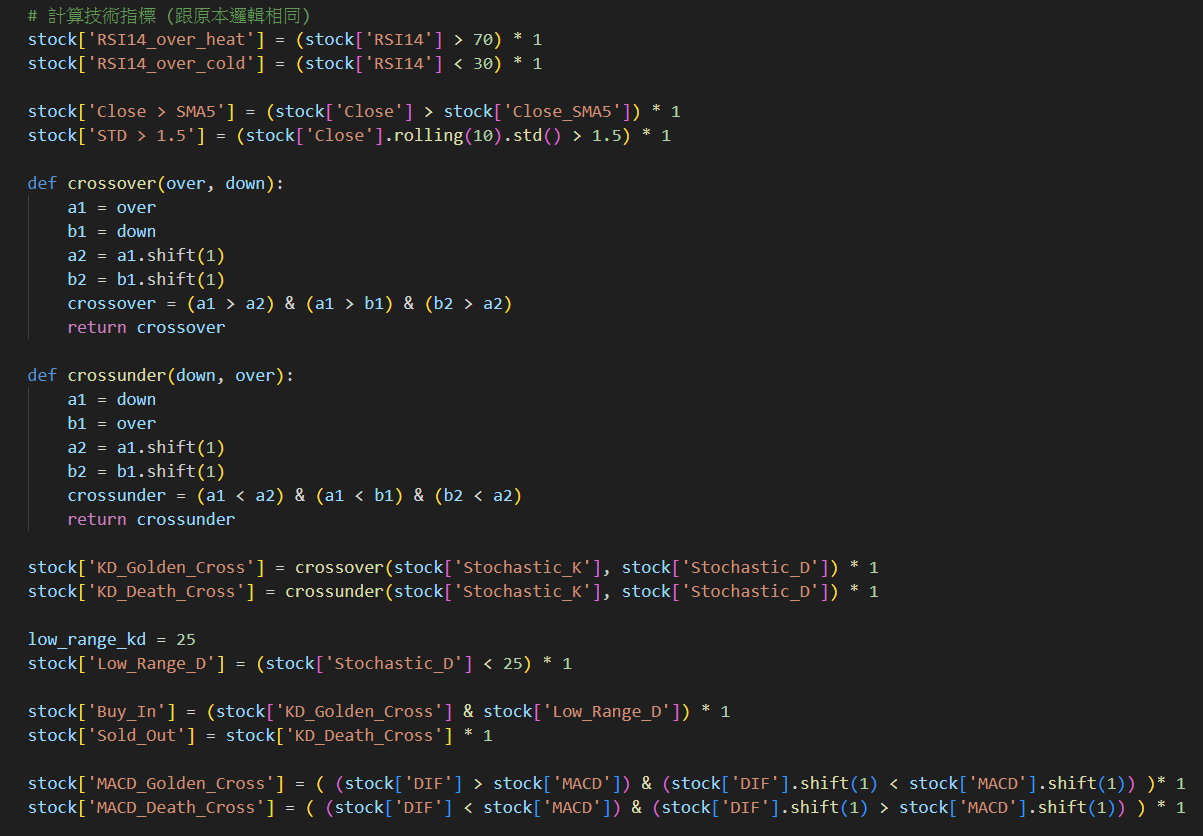 # 計算技術指標 (跟原本邏輯相同)
stock['RSI14_over_heat'] = (stock['RSI14'] > 70) * 1
stock['RSI14_over_cold'] = (stock['RSI14'] < 30) * 1
stock['Close > SMA5'] = (stock['Close'] > stock['Close_SMA5']) * 1
stock['STD > 1.5'] = (stock['Close'].rolling(10).std() > 1.5) * 1
def crossover(over, down):
    a1 = over
    b1 = down
    a2 = a1.shift(1)
    b2 = b1.shift(1)
    crossover = (a1 > a2) & (a1 > b1) & (b2 > a2)
    return crossover
def crossunder(down, over):
    a1 = down
    b1 = over
    a2 = a1.shift(1)
    b2 = b1.shift(1)
    crossunder = (a1 < a2) & (a1 < b1) & (b2 < a2)
    return crossunder
stock['KD_Golden_Cross'] = crossover(stock['Stochastic_K'], stock['Stochastic_D']) * 1
stock['KD_Death_Cross'] = crossunder(stock['Stochastic_K'], stock['Stochastic_D']) * 1
low_range_kd = 25
stock['Low_Range_D'] = (stock['Stochastic_D'] < 25) * 1
stock['Buy_In'] = (stock['KD_Golden_Cross'] & stock['Low_Range_D']) * 1
stock['Sold_Out'] = stock['KD_Death_Cross'] * 1
stock['MACD_Golden_Cross'] = ( (stock['DIF'] > stock['MACD']) & (stock['DIF'].shift(1) < stock['MACD'].shift(1)) )* 1
stock['MACD_Death_Cross'] = ( (stock['DIF'] < stock['MACD']) & (stock['DIF'].shift(1) > stock['MACD'].shift(1)) ) * 1